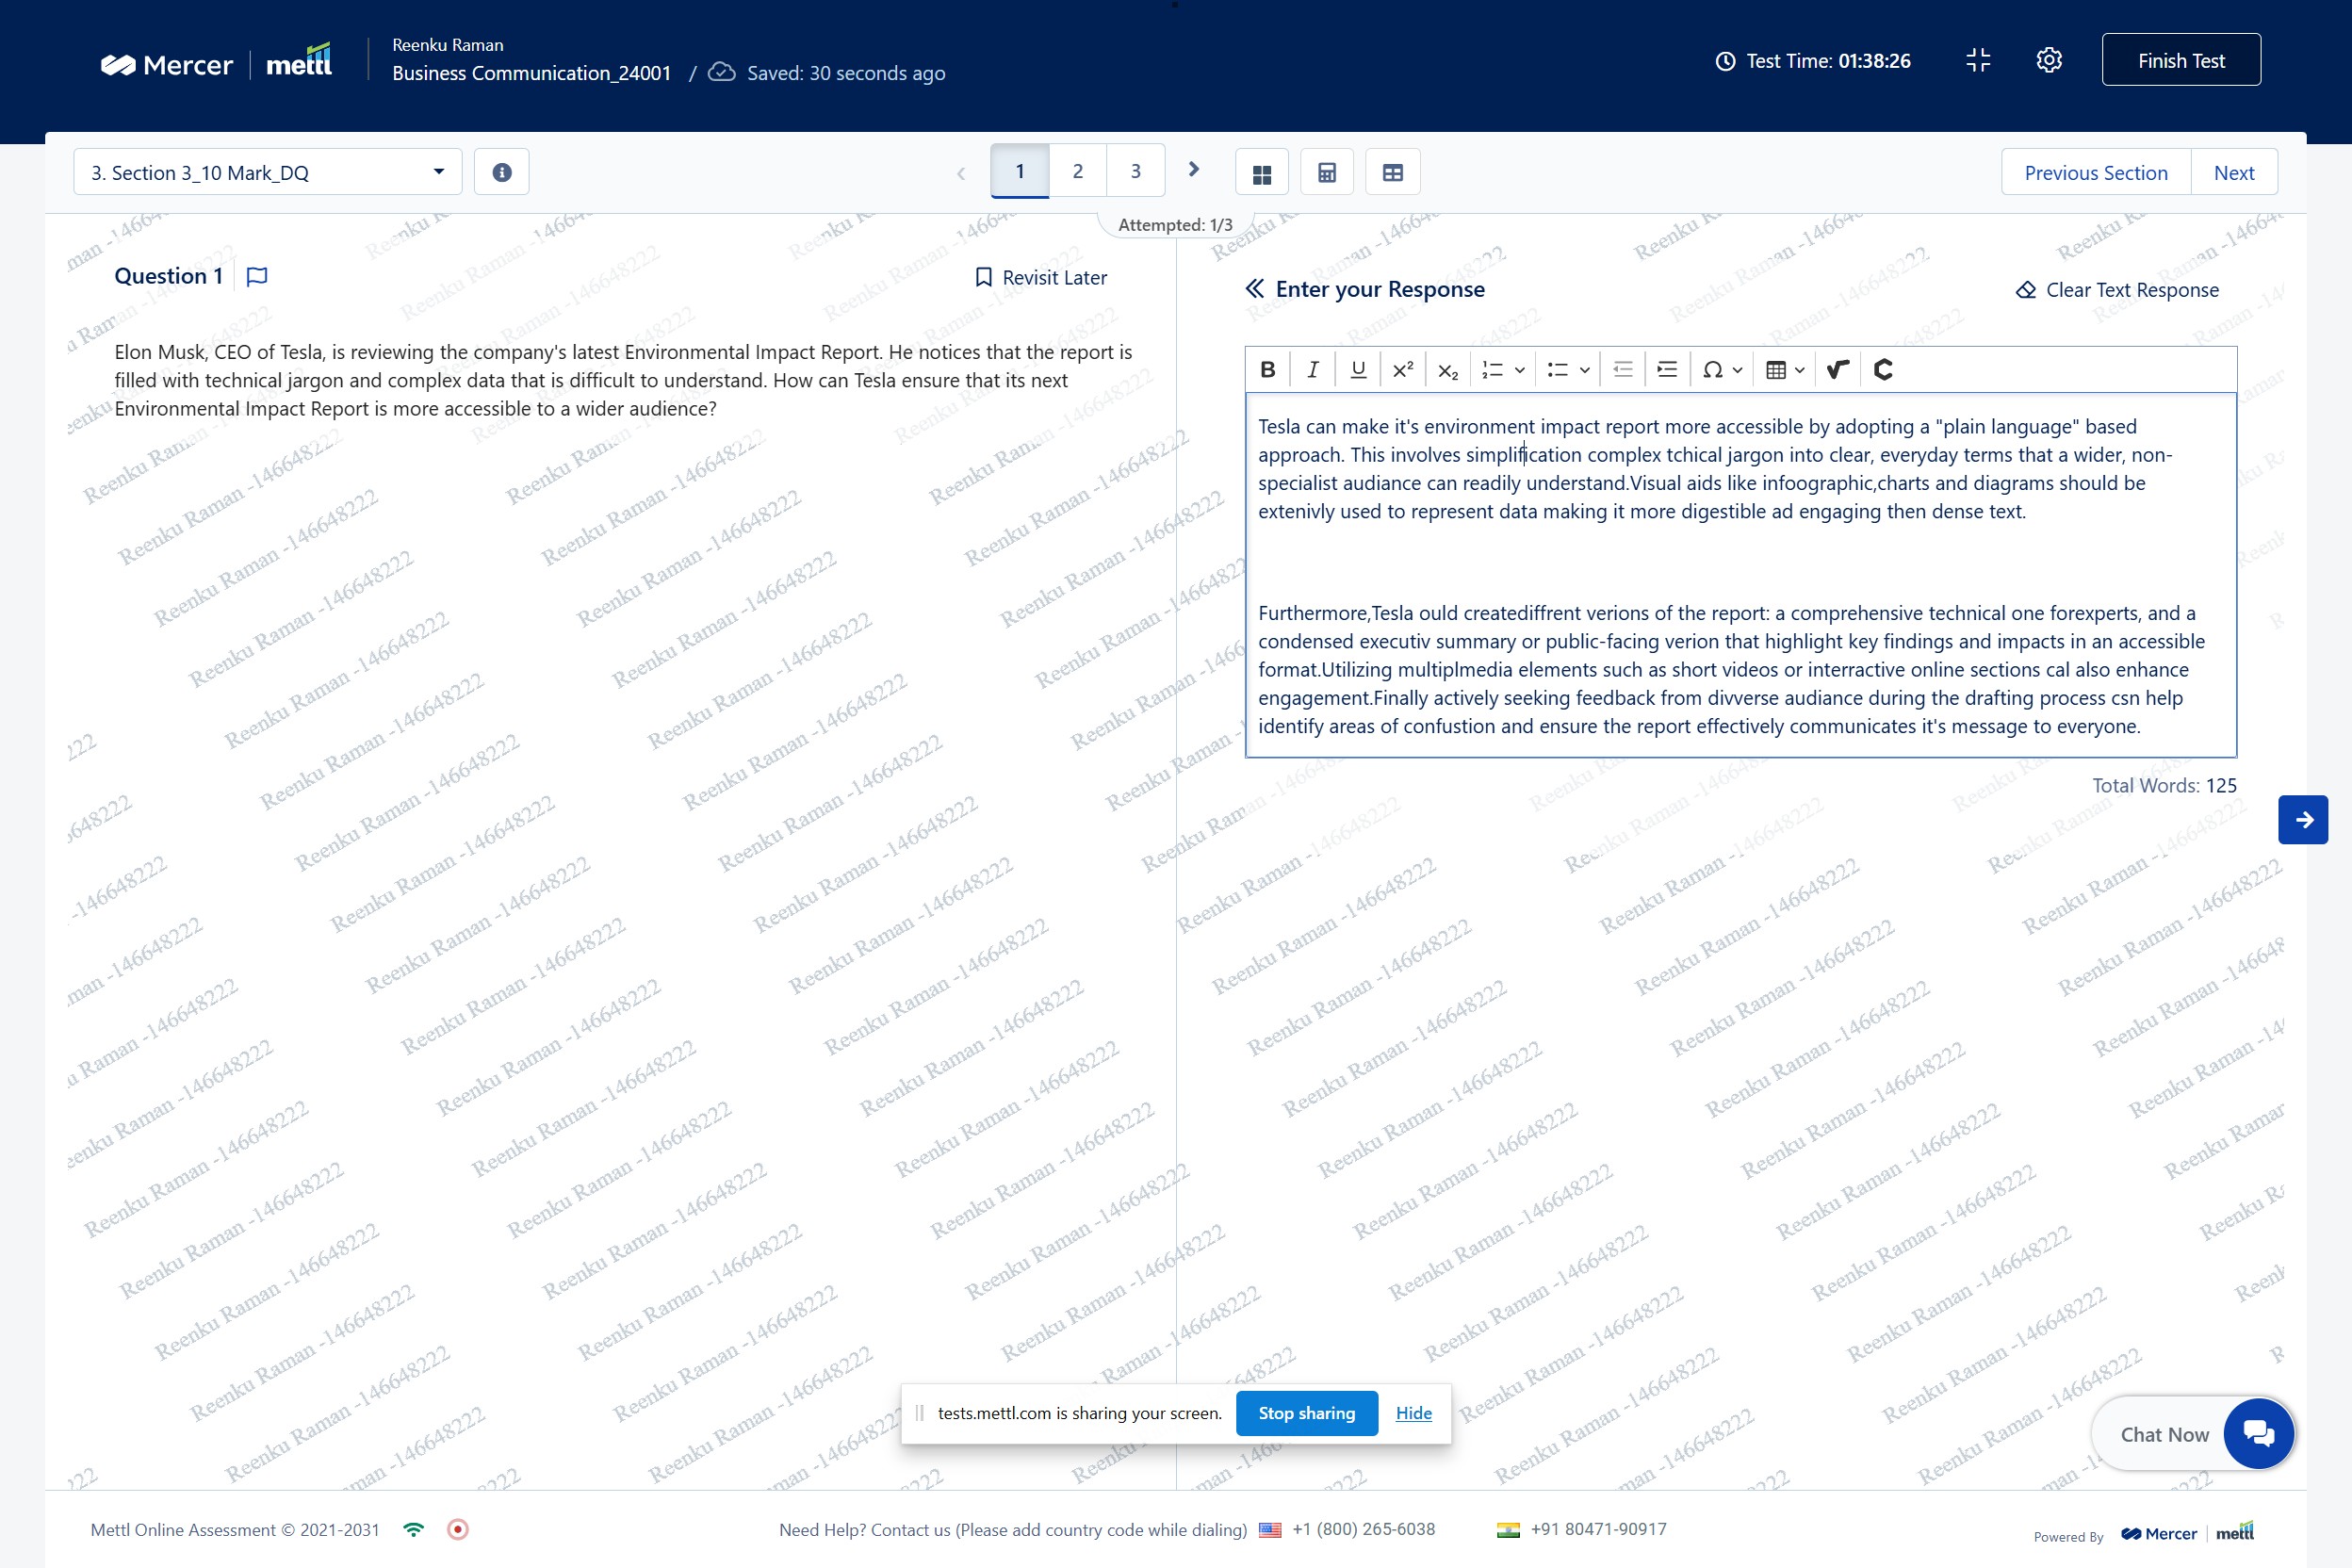 Mercer | mettl
Reenku Raman
Business Communication_24001 / Saved: 30 seconds ago
Test Time: 01:38:26
Finish Test
3. Section 3_10 Mark_DQ
1 2 3
Previous Section
Next
Attempted: 1/3
Question 1
Revisit Later
Elon Musk, CEO of Tesla, is reviewing the company's latest Environmental Impact Report. He notices that the report is
filled with technical jargon and complex data that is difficult to understand. How can Tesla ensure that its next
Environmental Impact Report is more accessible to a wider audience?
Enter your Response
Clear Text Response
B I U x² x₂ Ω
Tesla can make it's environment impact report more accessible by adopting a "plain language" based
approach. This involves simplification complex tchical jargon into clear, everyday terms that a wider, non-
specialist audiance can readily understand.Visual aids like infoographic,charts and diagrams should be
extenivly used to represent data making it more digestible ad engaging then dense text.
Furthermore,Tesla ould creatediffrent verions of the report: a comprehensive technical one forexperts, and a
condensed executiv summary or public-facing verion that highlight key findings and impacts in an accessible
format.Utilizing multiplmedia elements such as short videos or interractive online sections cal also enhance
engagement.Finally actively seeking feedback from divverse audiance during the drafting process csn help
identify areas of confustion and ensure the report effectively communicates it's message to everyone.
Total Words: 125
Reenku Raman -146648222
tests.mettl.com is sharing your screen.
Stop sharing
Hide
Chat Now
Mettl Online Assessment © 2021-2031
Need Help? Contact us (Please add country code while dialing) +1 (800) 265-6038 +91 80471-90917
Powered By Mercer | mettl